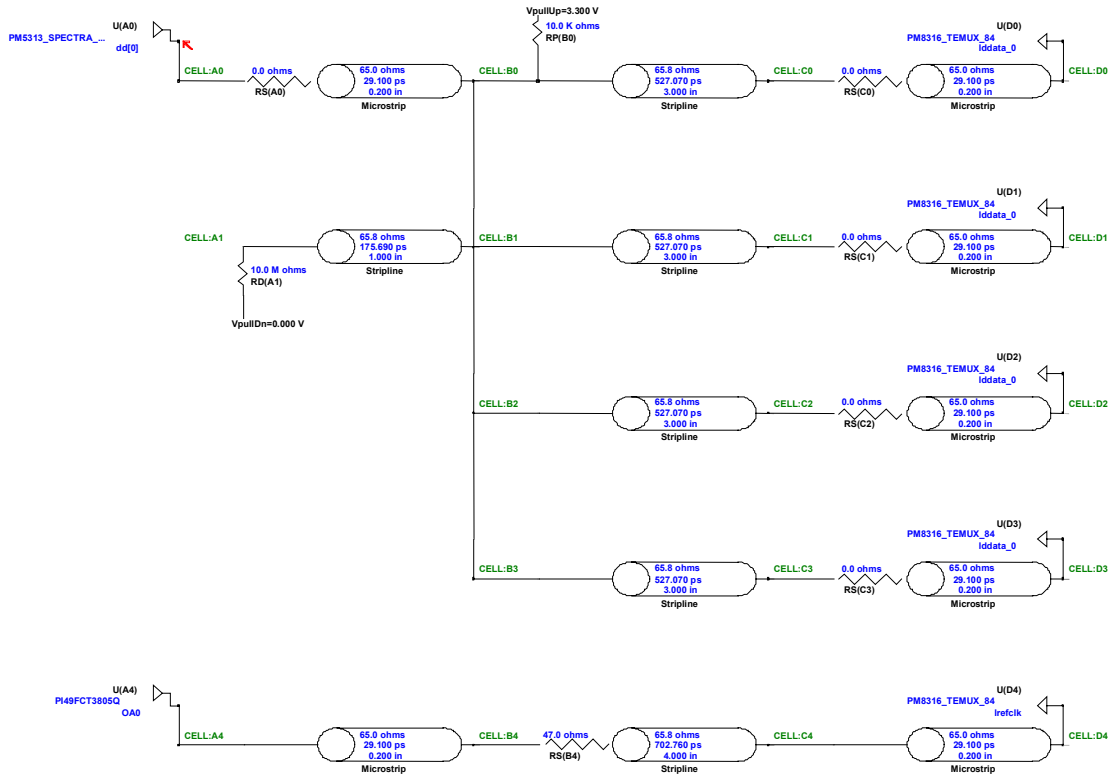 VpullUp=3.300 V
U(A0)
PM5313_SPECTRA_...
dd[0]
10.0 K ohms
RP(B0)
U(D0)
PM8316_TEMUX_84
lddata_0
CELL:A0
0.0 ohms
RS(A0)
65.0 ohms
29.100 ps
0.200 in
Microstrip
CELL:B0
65.8 ohms
527.070 ps
3.000 in
Stripline
CELL:C0
0.0 ohms
RS(C0)
65.0 ohms
29.100 ps
0.200 in
Microstrip
CELL:D0
U(D1)
PM8316_TEMUX_84
lddata_0
CELL:A1
10.0 M ohms
RD(A1)
VpullDn=0.000 V
65.8 ohms
175.690 ps
1.000 in
Stripline
CELL:B1
65.8 ohms
527.070 ps
3.000 in
Stripline
CELL:C1
0.0 ohms
RS(C1)
65.0 ohms
29.100 ps
0.200 in
Microstrip
CELL:D1
U(D2)
PM8316_TEMUX_84
lddata_0
CELL:B2
65.8 ohms
527.070 ps
3.000 in
Stripline
CELL:C2
0.0 ohms
RS(C2)
65.0 ohms
29.100 ps
0.200 in
Microstrip
CELL:D2
U(D3)
PM8316_TEMUX_84
lddata_0
CELL:B3
65.8 ohms
527.070 ps
3.000 in
Stripline
CELL:C3
0.0 ohms
RS(C3)
65.0 ohms
29.100 ps
0.200 in
Microstrip
CELL:D3
U(A4)
PI49FCT3805Q
OA0
U(D4)
PM8316_TEMUX_84
lrefclk
CELL:A4
65.0 ohms
29.100 ps
0.200 in
Microstrip
CELL:B4
47.0 ohms
RS(B4)
65.8 ohms
702.760 ps
4.000 in
Stripline
CELL:C4
65.0 ohms
29.100 ps
0.200 in
Microstrip
CELL:D4